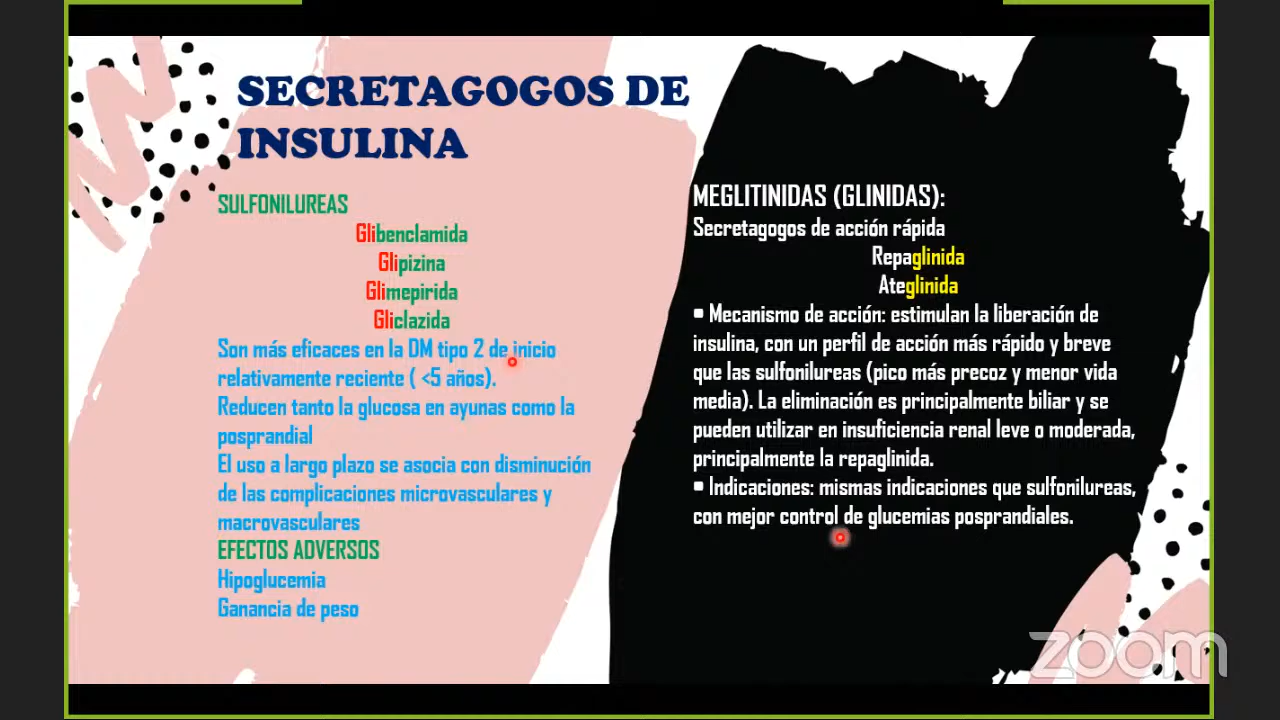 SECRETAGOGOS DE
INSULINA
SULFONILUREAS
Glibenclamida
Glipizina
Glimepirida
Gliclazida
Son más eficaces en la DM tipo 2 de inicio
relativamente reciente ( <5 años).
Reducen tanto la glucosa en ayunas como la
posprandial
El uso a largo plazo se asocia con disminución
de las complicaciones microvasculares y
macrovasculares
EFECTOS ADVERSOS
Hipoglucemia
Ganancia de peso
MEGLITINIDAS (GLINIDAS):
Secretagogos de acción rápida
Repaglinida
Ateglinida
▪ Mecanismo de acción: estimulan la liberación de
insulina, con un perfil de acción más rápido y breve
que las sulfonilureas (pico más precoz y menor vida
media). La eliminación es principalmente biliar y se
pueden utilizar en insuficiencia renal leve o moderada,
principalmente la repaglinida.
▪ Indicaciones: mismas indicaciones que sulfonilureas,
con mejor control de glucemias posprandiales.
zoom